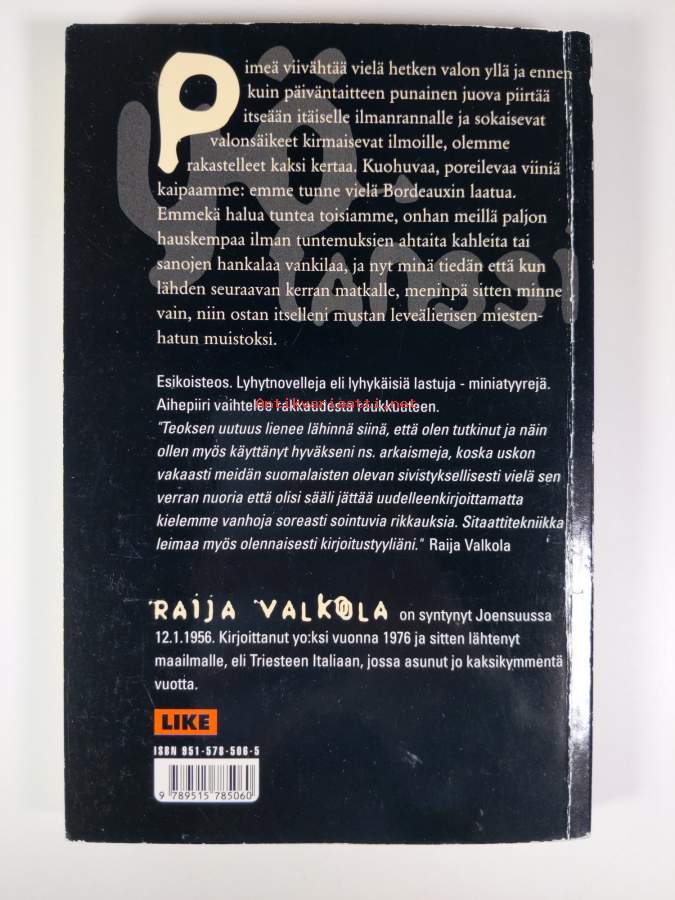 YÖ-
TANSSI
Pimeä viivähtää vielä hetken valon yllä ja ennen
kuin päiväntaitteen punainen juova piirtää
itseään itäiselle ilmanrannalle ja sokaisevat
valonsäikeet kirmaisevat ilmoille, olemme
rakastelleet kaksi kertaa. Kuohuvaa, poreilevaa viiniä
kaipaamme: emme tunne vielä Bordeauxin laatua.
Emmekä halua tuntea toisiamme, onhan meillä paljon
hauskempaa ilman tuntemuksien ahtaita kahleita tai
sanojen hankalaa vankilaa, ja nyt minä tiedän että kun
lähden seuraavan kerran matkalle, meninpä sitten minne
vain, niin ostan itselleni mustan leveälierisen miesten-
hatun muistoksi.
Esikoisteos. Lyhytnovelleja eli lyhykäisiä lastuja - miniatyyrejä.
Aihepiiri vaihtelee rakkaudesta raukkuuteen.
Antikvariaatti.net
"Teoksen uutuus lienee lähinnä siinä, että olen tutkinut ja näin
ollen myös käyttänyt hyväkseni ns. arkaismeja, koska uskon
vakaasti meidän suomalaisten olevan sivistyksellisesti vielä sen
verran nuoria että olisi sääli jättää uudelleenkirjoittamatta
kielemme vanhoja soreasti sointuvia rikkauksia. Sitaattitekniikka
leimaa myös olennaisesti kirjoitustyyliäni." Raija Valkola
RAIJA VALKOLA on syntynyt Joensuussa
12.1.1956. Kirjoittanut yo:ksi vuonna 1976 ja sitten lähtenyt
maailmalle, eli Triesteen Italiaan, jossa asunut jo kaksikymmentä
vuotta.
LIKE
ISBN 951-578-506-5
9 789515 785060